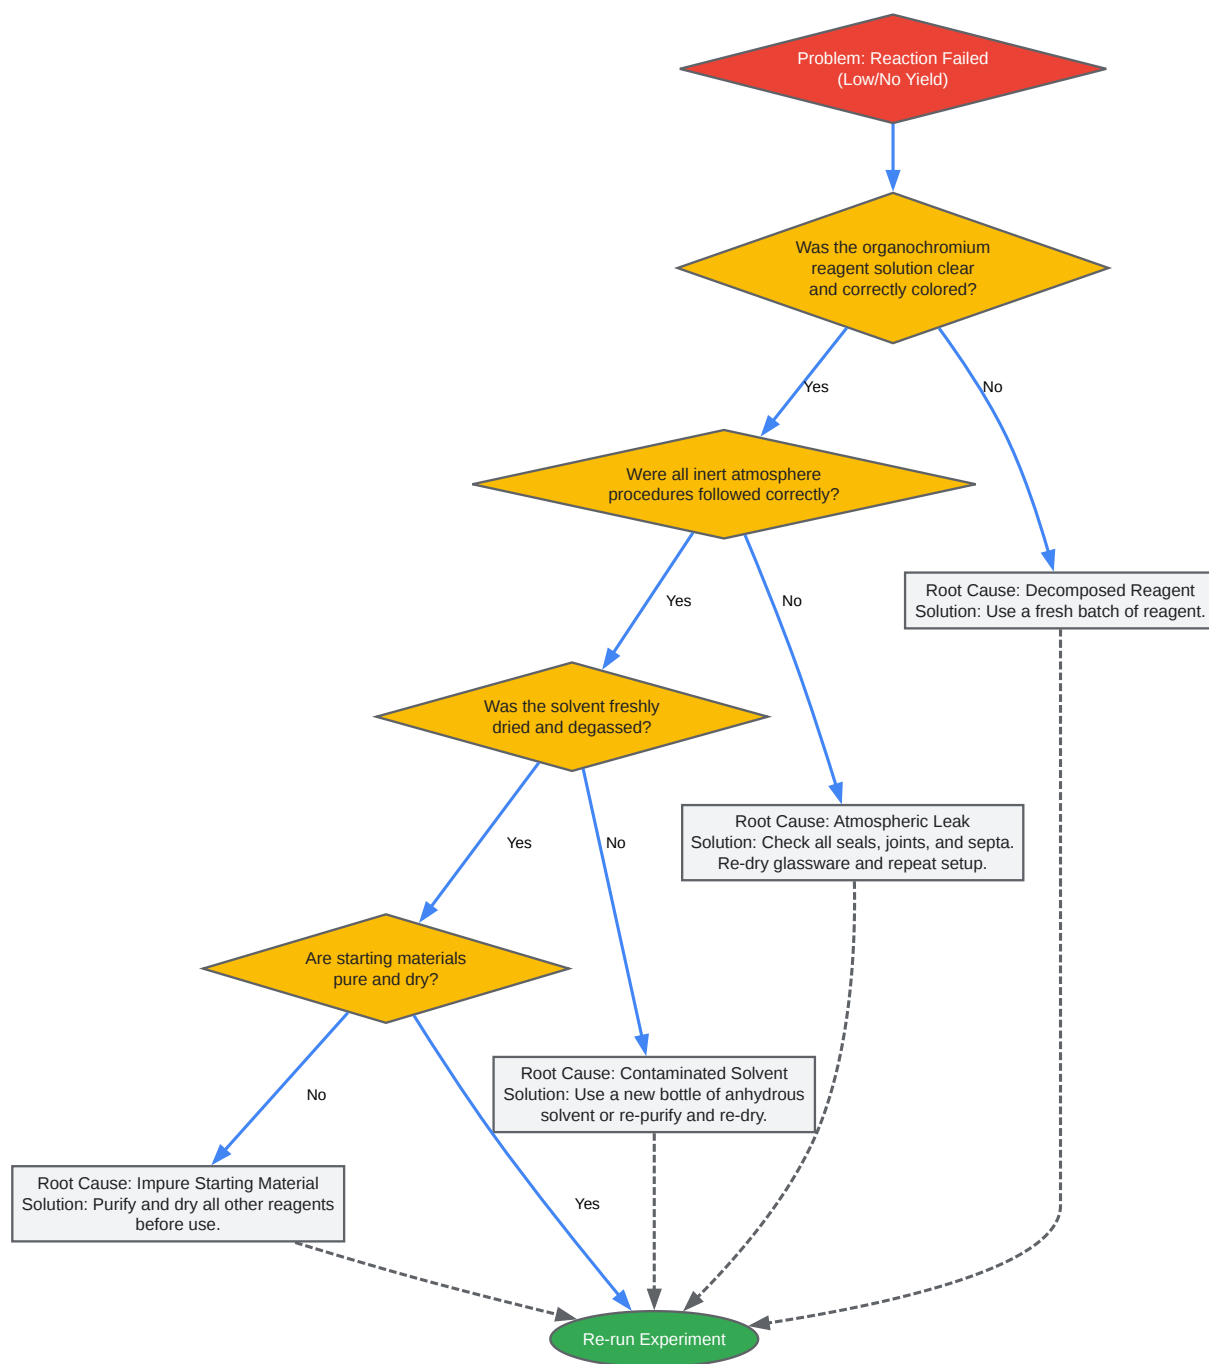 Problem: Reaction Failed
(Low/No Yield)
Was the organochromium
reagent solution clear
and correctly colored?
Yes
No
Were all inert atmosphere
procedures followed correctly?
Yes
No
Root Cause: Decomposed Reagent
Solution: Use a fresh batch of reagent.
Was the solvent freshly
dried and degassed?
Yes
No
Root Cause: Atmospheric Leak
Solution: Check all seals, joints, and septa.
Re-dry glassware and repeat setup.
Are starting materials
pure and dry?
No
Yes
Root Cause: Contaminated Solvent
Solution: Use a new bottle of anhydrous
solvent or re-purify and re-dry.
Root Cause: Impure Starting Material
Solution: Purify and dry all other reagents
before use.
Re-run Experiment